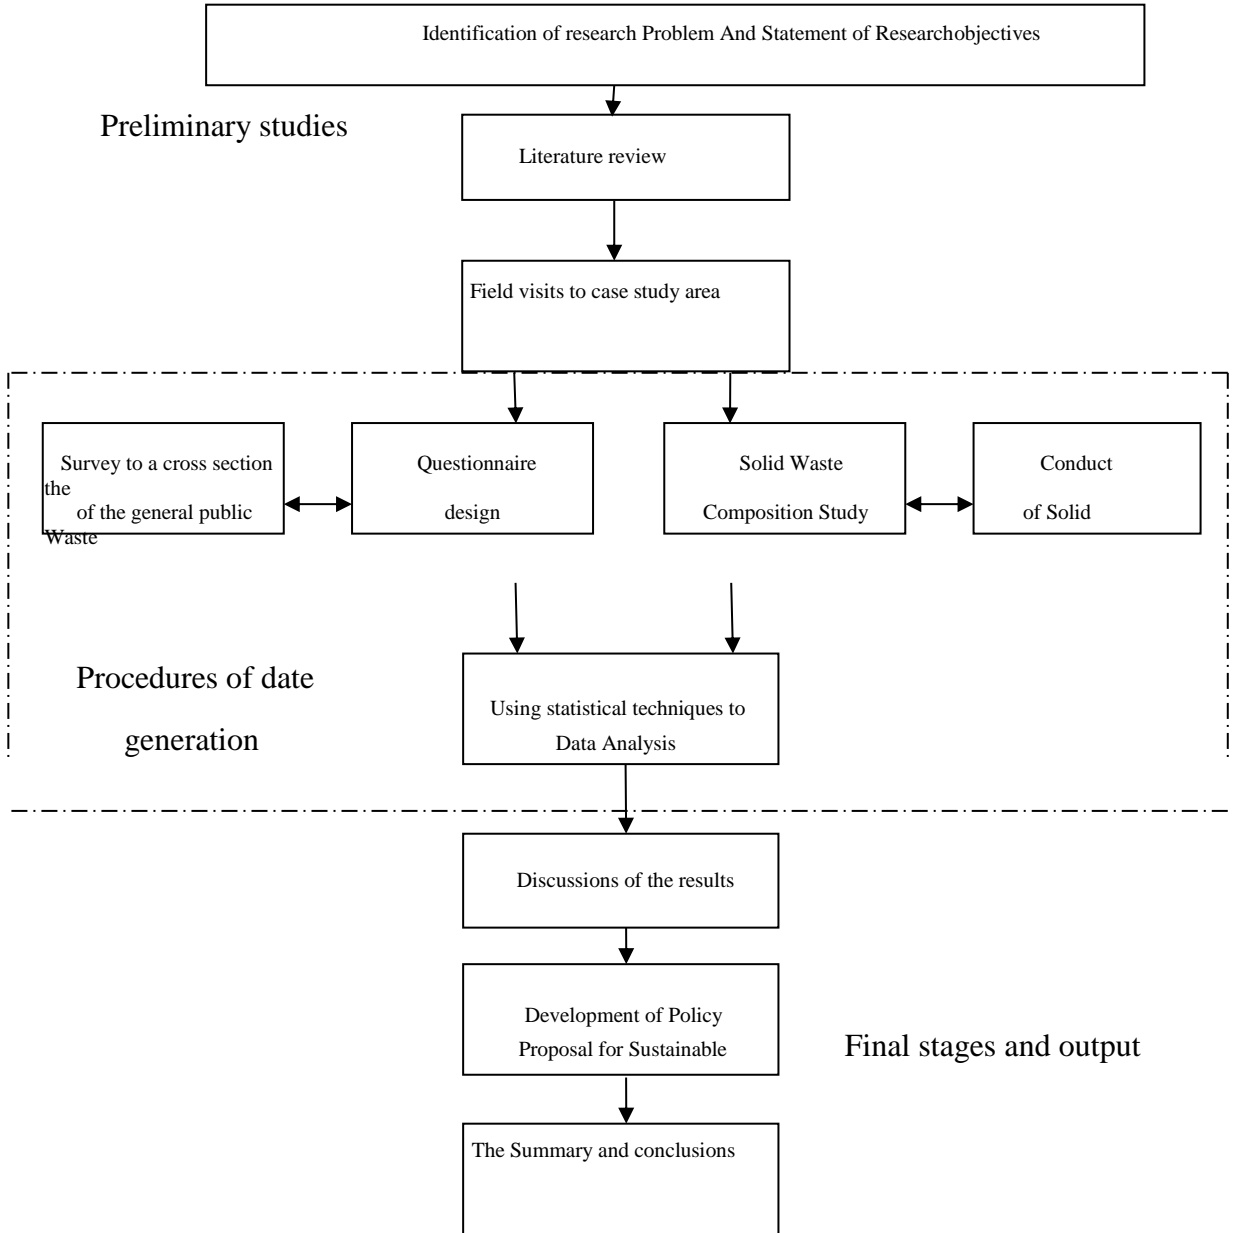 Identification of research Problem And Statement of Researchobjectives
Preliminary studies
Literature review
Field visits to case study area
Survey to a cross section
the
of the general public
Waste
Questionnaire
design
Solid Waste
Composition Study
Conduct
of Solid
Procedures of date
generation
Using statistical techniques to
Data Analysis
Discussions of the results
Development of Policy
Proposal for Sustainable
Final stages and output
The Summary and conclusions